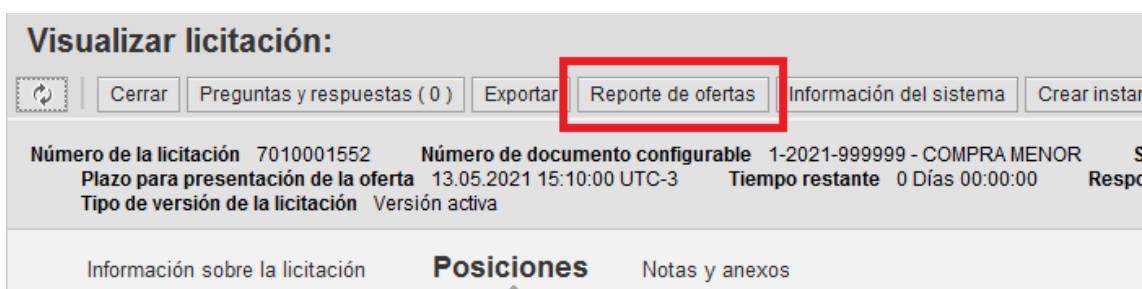 Visualizar licitación:
Cerrar Preguntas y respuestas ( 0 ) Exportar Reporte de ofertas Información del sistema Crear instar
Número de la licitación 7010001552 Número de documento configurable 1-2021-999999 - COMPRA MENOR S
Plazo para presentación de la oferta 13.05.2021 15:10:00 UTC-3 Tiempo restante 0 Días 00:00:00 Respo
Tipo de versión de la licitación Versión activa
Información sobre la licitación Posiciones Notas y anexos